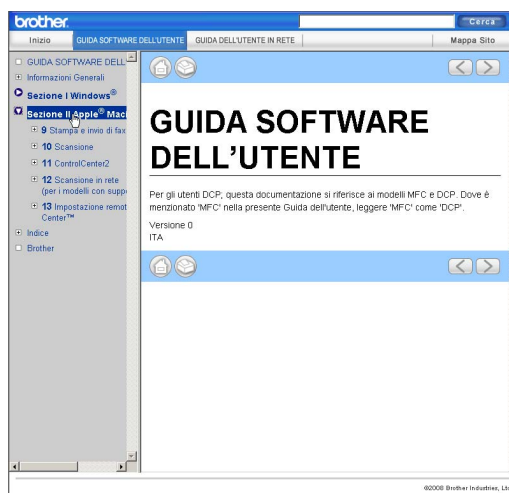 brother.
Cerca
Inizio
GUIDA SOFTWARE DELL'UTENTE
GUIDA DELL'UTENTE IN RETE
Mappa Sito
GUIDA SOFTWARE DELL
Informazioni Generali
Sezione I Windows®
Sezione II Apple® Maci
9 Stampa e invio di fax
10 Scansione
11 ControlCenter2
12 Scansione in rete
(per i modelli con suppo
13 Impostazione remot
Center™
Indice
Brother
GUIDA SOFTWARE
DELL'UTENTE
Per gli utenti DCP; questa documentazione si riferisce ai modelli MFC e DCP. Dove è
menzionato 'MFC' nella presente Guida dell'utente, leggere 'MFC' come 'DCP'.
Versione 0
ITA
©2008 Brother Industries, Ltd